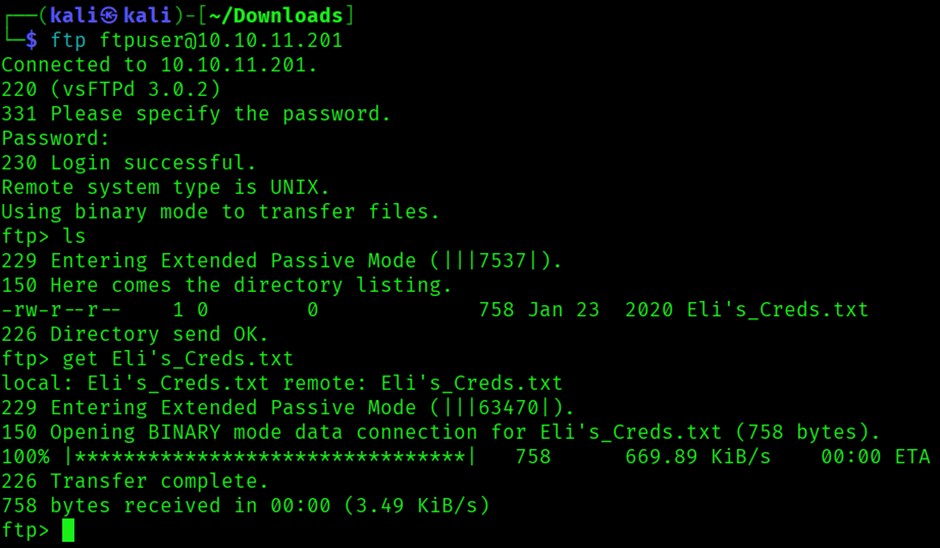 ┌──(kali㉿kali)-[~/Downloads]
└─$ ftp ftpuser@10.10.11.201
Connected to 10.10.11.201.
220 (vsFTPd 3.0.2)
331 Please specify the password.
Password:
230 Login successful.
Remote system type is UNIX.
Using binary mode to transfer files.
ftp> ls
229 Entering Extended Passive Mode (|||7537|).
150 Here comes the directory listing.
-rw-r--r--    1 0        0             758 Jan 23  2020 Eli's_Creds.txt
226 Directory send OK.
ftp> get Eli's_Creds.txt
local: Eli's_Creds.txt remote: Eli's_Creds.txt
229 Entering Extended Passive Mode (|||63470|).
150 Opening BINARY mode data connection for Eli's_Creds.txt (758 bytes).
100% |********************************|   758      669.89 KiB/s    00:00 ETA
226 Transfer complete.
758 bytes received in 00:00 (3.49 KiB/s)
ftp>